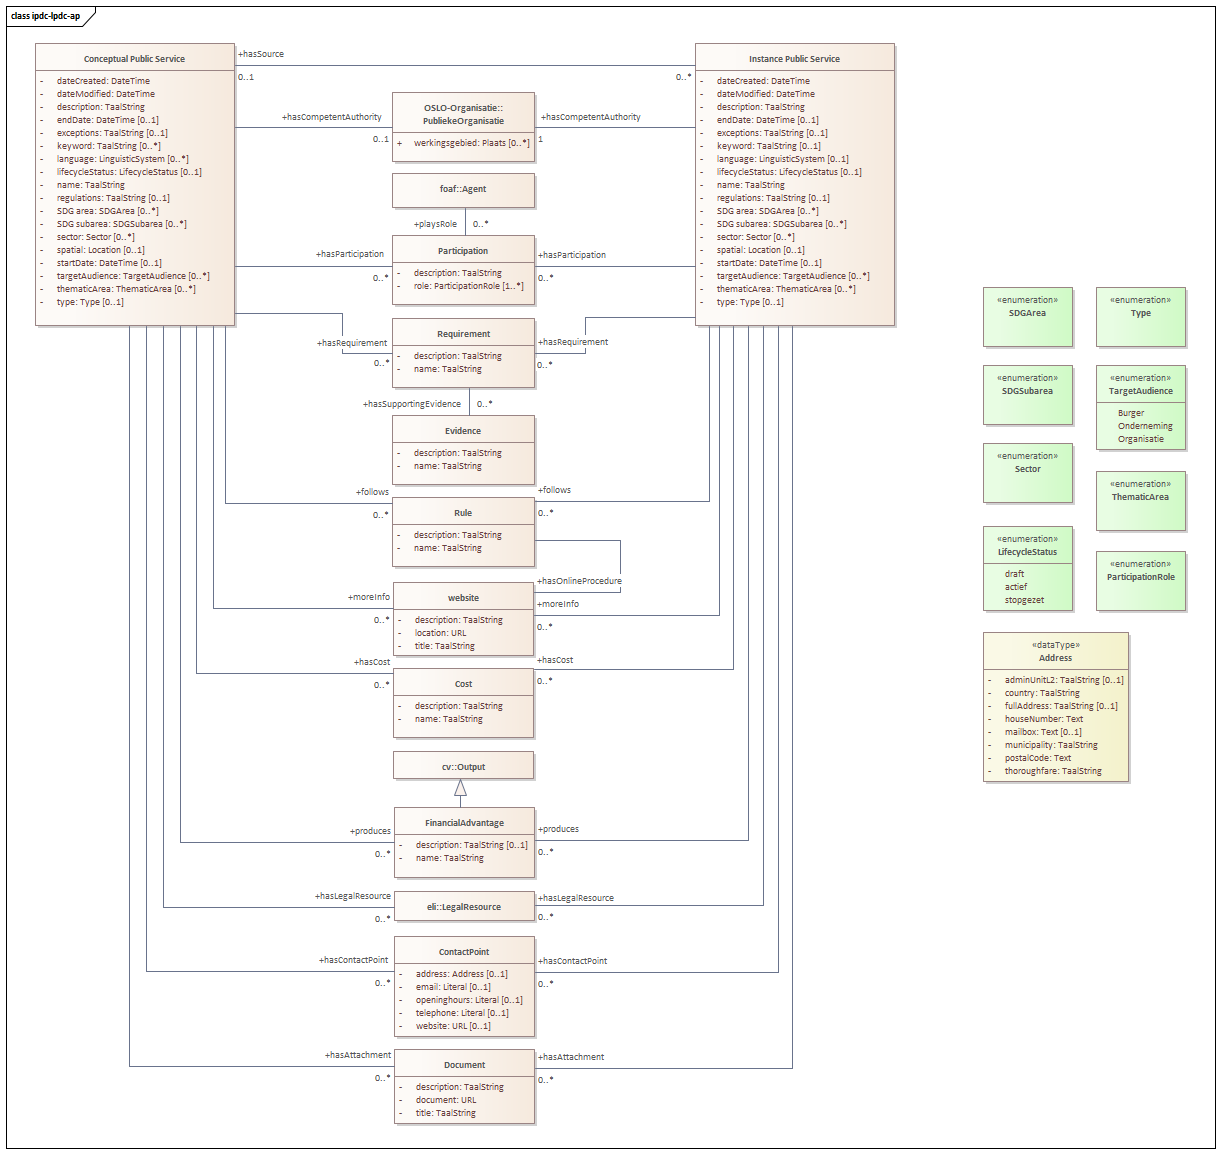 class ipdc-lpdc-ap
Conceptual Public Service
- dateCreated: DateTime
- dateModified: DateTime
- description: TaalString
- endDate: DateTime [0..1]
- exceptions: TaalString [0..1]
- keyword: TaalString [0..*]
- language: LinguisticSystem [0..*]
- lifecycleStatus: LifecycleStatus [0..1]
- name: TaalString
- regulations: TaalString [0..1]
- SDG area: SDGArea [0..*]
- SDG subarea: SDGSubarea [0..*]
- sector: Sector [0..*]
- spatial: Location [0..1]
- startDate: DateTime [0..1]
- targetAudience: TargetAudience [0..*]
- thematicArea: ThematicArea [0..*]
- type: Type [0..1]
+hasSource
0..1
0..*
Instance Public Service
- dateCreated: DateTime
- dateModified: DateTime
- description: TaalString
- endDate: DateTime [0..1]
- exceptions: TaalString [0..1]
- keyword: TaalString [0..1]
- language: LinguisticSystem [0..1]
- lifecycleStatus: LifecycleStatus [0..1]
- name: TaalString
- regulations: TaalString [0..1]
- SDG area: SDGArea [0..*]
- SDG subarea: SDGSubarea [0..*]
- sector: Sector [0..*]
- spatial: Location [0..1]
- startDate: DateTime [0..1]
- targetAudience: TargetAudience [0..*]
- thematicArea: ThematicArea [0..*]
- type: Type [0..1]
+hasCompetentAuthority
0..1
OSLO-Organisatie::
PubliekeOrganisatie
+ werkingsgebied: Plaats [0..*]
+hasCompetentAuthority
1
foaf::Agent
+playsRole 0..*
+hasParticipation
0..*
Participation
- description: TaalString
- role: ParticipationRole [1..*]
+hasParticipation
0..*
+hasRequirement
0..*
Requirement
- description: TaalString
- name: TaalString
+hasRequirement
0..*
+hasSupportingEvidence 0..*
Evidence
- description: TaalString
- name: TaalString
+follows
0..*
Rule
- description: TaalString
- name: TaalString
+follows
0..*
+hasOnlineProcedure
+moreInfo
0..*
website
- description: TaalString
- location: URL
- title: TaalString
+moreInfo
0..*
+hasCost
0..*
Cost
- description: TaalString
- name: TaalString
+hasCost
0..*
cv::Output
+produces
0..*
FinancialAdvantage
- description: TaalString [0..1]
- name: TaalString
+produces
0..*
+hasLegalResource
0..*
eli::LegalResource
+hasLegalResource
0..*
+hasContactPoint
0..*
ContactPoint
- address: Address [0..1]
- email: Literal [0..1]
- openinghours: Literal [0..1]
- telephone: Literal [0..1]
- website: URL [0..1]
+hasContactPoint
0..*
+hasAttachment
0..*
Document
- description: TaalString
- document: URL
- title: TaalString
+hasAttachment
0..*
«enumeration»
SDGArea
«enumeration»
Type
«enumeration»
SDGSubarea
«enumeration»
TargetAudience
Burger
Onderneming
Organisatie
«enumeration»
Sector
«enumeration»
ThematicArea
«enumeration»
LifecycleStatus
draft
actief
stopgezet
«enumeration»
ParticipationRole
«dataType»
Address
- adminUnitL2: TaalString [0..1]
- country: TaalString
- fullAddress: TaalString [0..1]
- houseNumber: Text
- mailbox: Text [0..1]
- municipality: TaalString
- postalCode: Text
- thoroughfare: TaalString